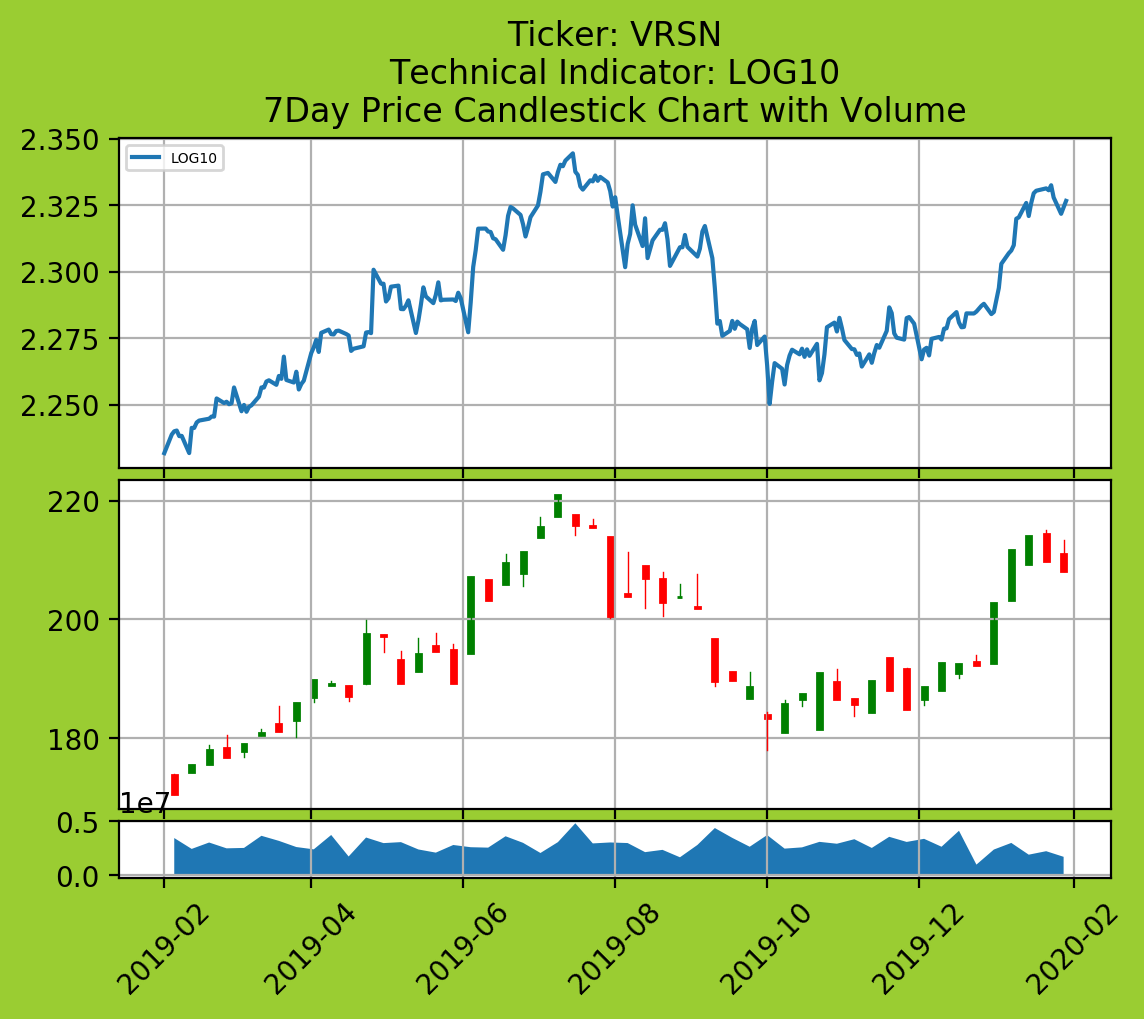 Ticker: VRSN
Technical Indicator: LOG10
7Day Price Candlestick Chart with Volume
2.350
LOG10
2.325
2.300
2.275
2.250
220
200
180
1e7
0.5
0.0
2019-02 2019-04 2019-06 2019-08 2019-10 2019-12 2020-02